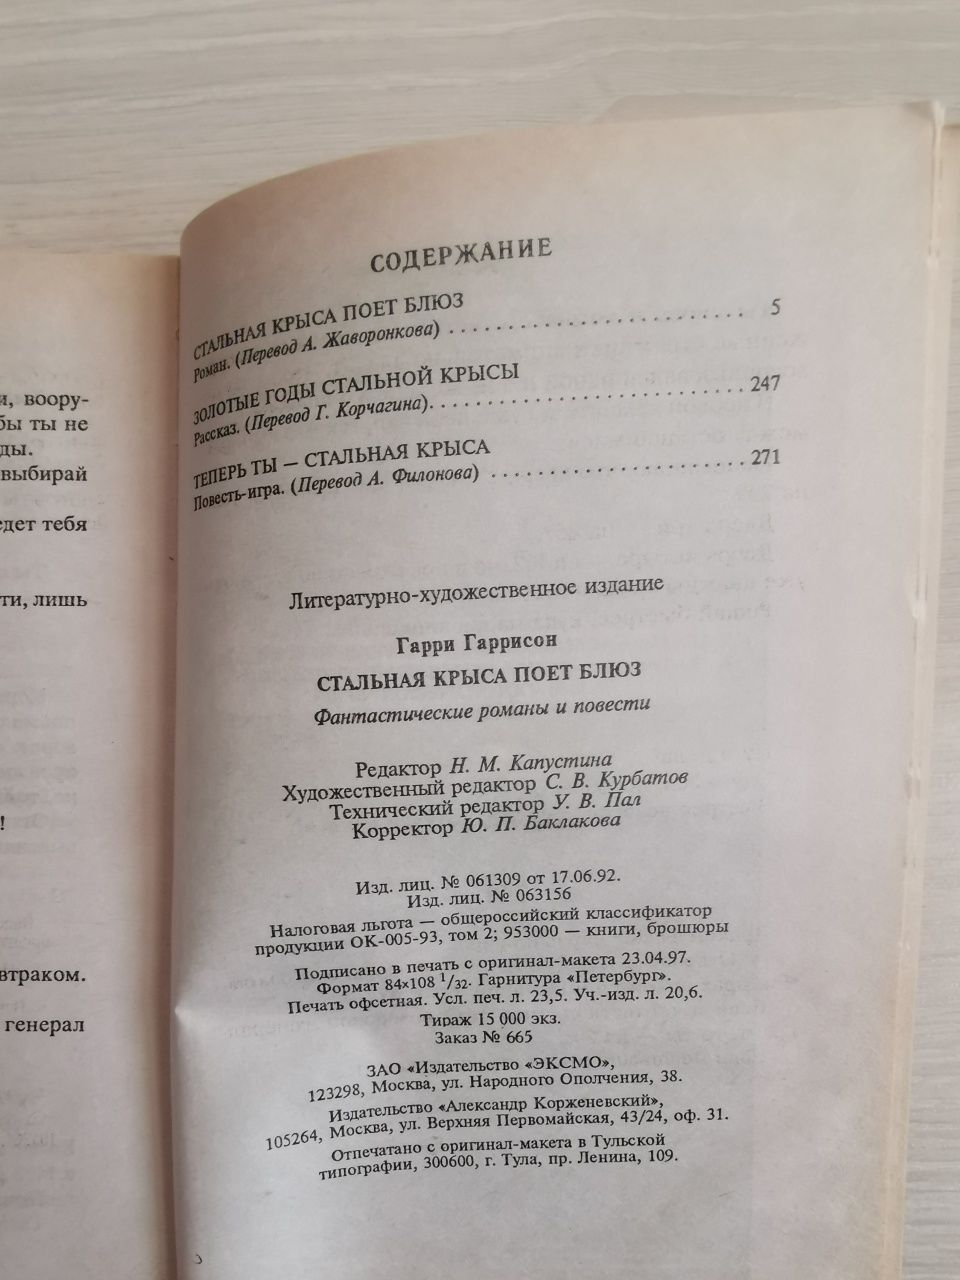 и, воору-
бы ты не
ды.
выбирай
едет тебя
ти, лишь
!
втраком.
генерал
СОДЕРЖАНИЕ
СТАЛЬНАЯ КРЫСА ПОЕТ БЛЮЗ
Роман. (Перевод А. Жаворонкова) . . . . . . . . . . . . . . . . . . . . . . . . . 5
ЗОЛОТЫЕ ГОДЫ СТАЛЬНОЙ КРЫСЫ
Рассказ. (Перевод Г. Корчагина). . . . . . . . . . . . . . . . . . . . . . . . . . 247
ТЕПЕРЬ ТЫ — СТАЛЬНАЯ КРЫСА
Повесть-игра. (Перевод А. Филонова) . . . . . . . . . . . . . . . . . . . . . 271
Литературно-художественное издание
Гарри Гаррисон
СТАЛЬНАЯ КРЫСА ПОЕТ БЛЮЗ
Фантастические романы и повести
Редактор Н. М. Капустина
Художественный редактор С. В. Курбатов
Технический редактор У. В. Пал
Корректор Ю. П. Баклакова
Изд. лиц. № 061309 от 17.06.92.
Изд. лиц. № 063156
Налоговая льгота — общероссийский классификатор
продукции ОК-005-93, том 2; 953000 — книги, брошюры
Подписано в печать с оригинал-макета 23.04.97.
Формат 84×108 1/32. Гарнитура «Петербург».
Печать офсетная. Усл. печ. л. 23,5. Уч.-изд. л. 20,6.
Тираж 15 000 экз.
Заказ № 665
ЗАО «Издательство «ЭКСМО»,
123298, Москва, ул. Народного Ополчения, 38.
Издательство «Александр Корженевский»,
105264, Москва, ул. Верхняя Первомайская, 43/24, оф. 31.
Отпечатано с оригинал-макета в Тульской
типографии, 300600, г. Тула, пр. Ленина, 109.